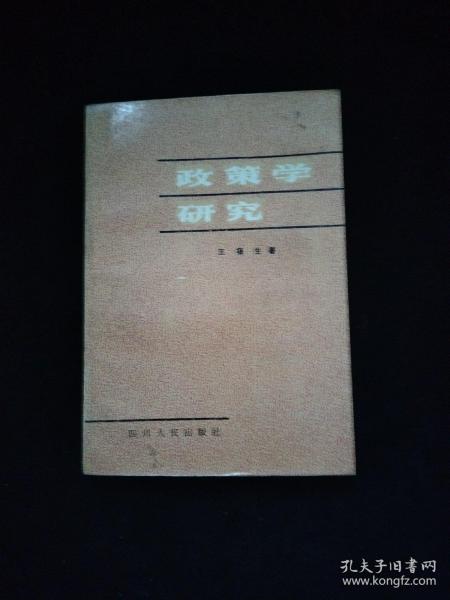 政策学
研究
王福生著
四川人民出版社
孔夫子旧书网
www.kongfz.com